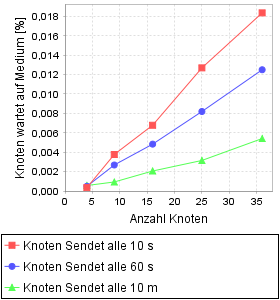 0,018
0,016
0,014
0,012
0,010
0,008
0,006
0,004
0,002
0,000
Knoten wartet auf Medium [%]
0 5 10 15 20 25 30 35
Anzahl Knoten
Knoten Sendet alle 10 s
Knoten Sendet alle 60 s
Knoten Sendet alle 10 m